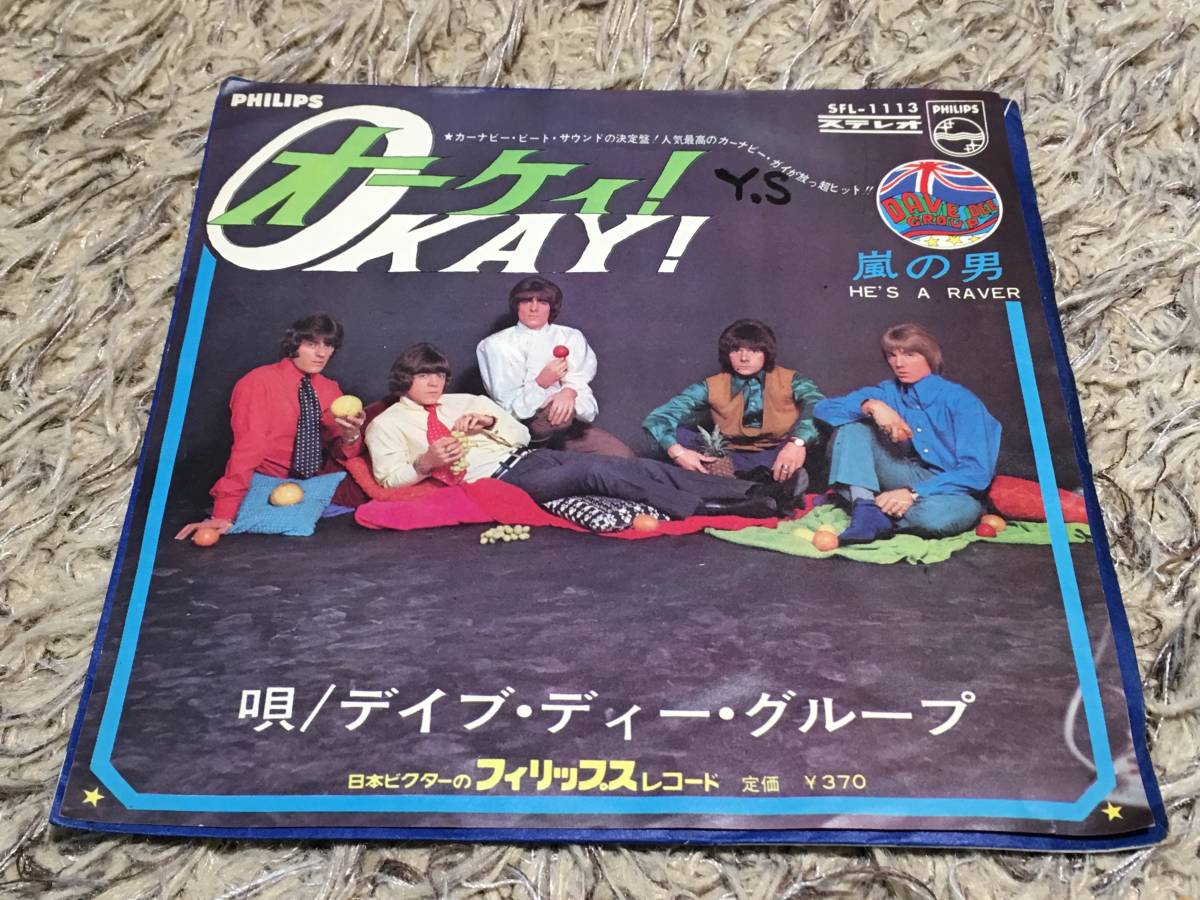 PHILIPS
SFL-1113
ステレオ
PHILIPS
★カーナビー・ビート・サウンドの決定盤!人気最高のカーナビー・ガイが放っ超ヒット!!
オーケイ!
OKAY!
Y.S
DAVE DEE
GROUP
嵐の男
HE'S A RAVER
唄/デイブ・ディー・グループ
日本ビクターのフィリップスレコード 定価 ¥370